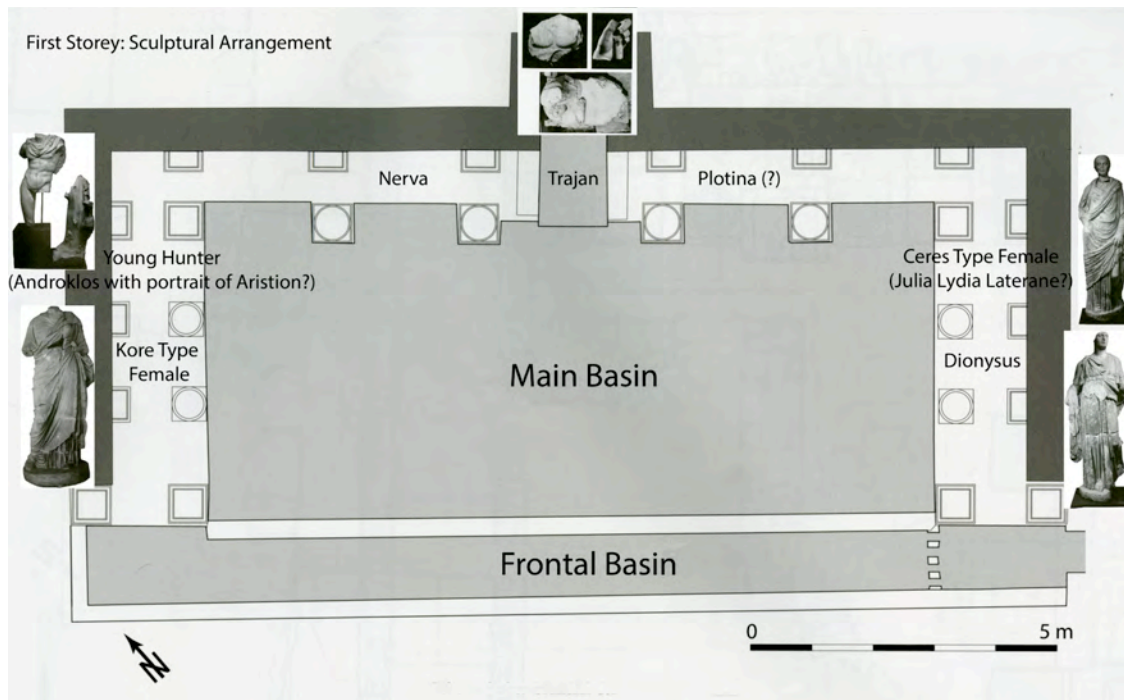 First Storey: Sculptural Arrangement
Nerva
Trajan
Plotina (?)
Young Hunter
(Androklos with portrait of Aristion?)
Ceres Type Female
(Julia Lydia Laterane?)
Kore Type
Female
Main Basin
Dionysus
Frontal Basin
N
0
5 m